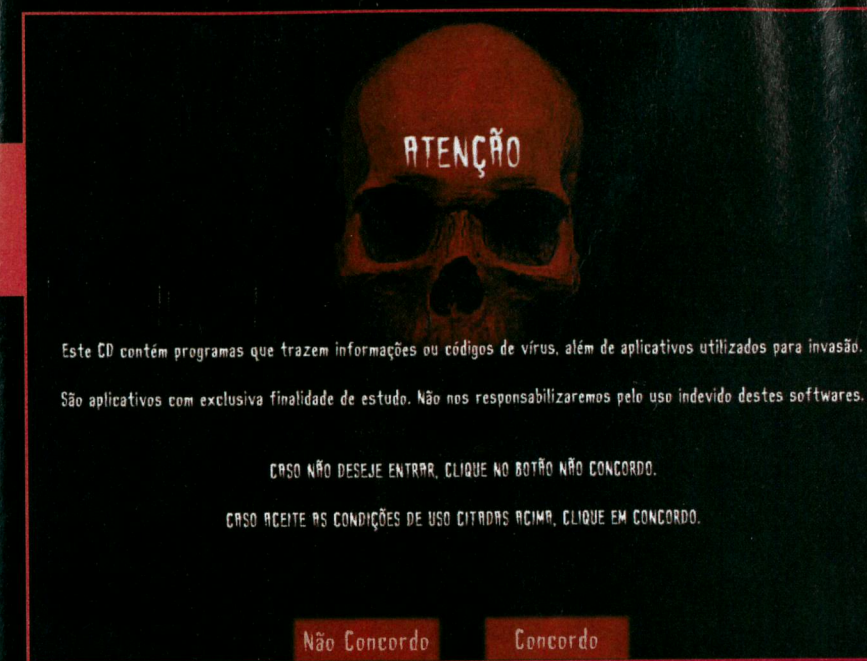 ATENÇÃO
Este CD contém programas que trazem informações ou códigos de vírus, além de aplicativos utilizados para invasão.
São aplicativos com exclusiva finalidade de estudo. Não nos responsabilizaremos pelo uso indevido destes softwares.
CASO NÃO DESEJE ENTRAR, CLIQUE NO BOTÃO NÃO CONCORDO.
CASO ACEITE AS CONDIÇÕES DE USO CITADAS ACIMA, CLIQUE EM CONCORDO.
Não Concordo Concordo